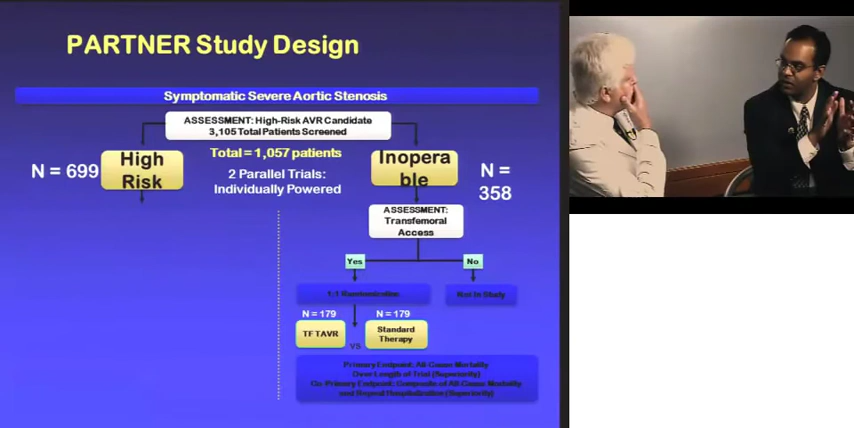 PARTNER Study Design
Symptomatic Severe Aortic Stenosis
ASSESSMENT: High-Risk AVR Candidate
3,105 Total Patients Screened
N = 699
High
Risk
Total = 1,057 patients
2 Parallel Trials:
Individually Powered
Inopera
ble
N =
358
ASSESSMENT:
Transfemoral
Access
Yes
No
1:1 Randomization
Not In Study
N = 179
N = 179
TF TAVR
VS
Standard
Therapy
Primary Endpoint: All-Cause Mortality
Over Length of Trial (Superiority)
Co-Primary Endpoint: Composite of All-Cause Mortality
and Repeat Hospitalization (Superiority)